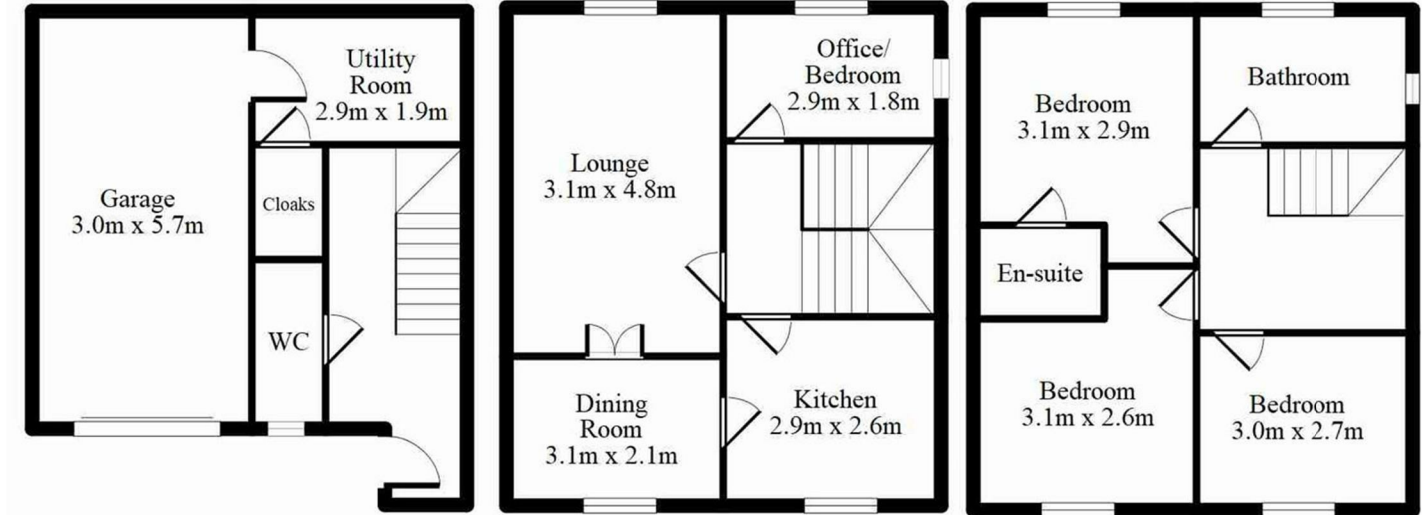 Utility
Room
2.9m x 1.9m
Garage
3.0m x 5.7m
Cloaks
WC
Office/
Bedroom
2.9m x 1.8m
Lounge
3.1m x 4.8m
Dining
Room
3.1m x 2.1m
Kitchen
2.9m x 2.6m
Bedroom
3.1m x 2.9m
Bathroom
En-suite
Bedroom
3.1m x 2.6m
Bedroom
3.0m x 2.7m